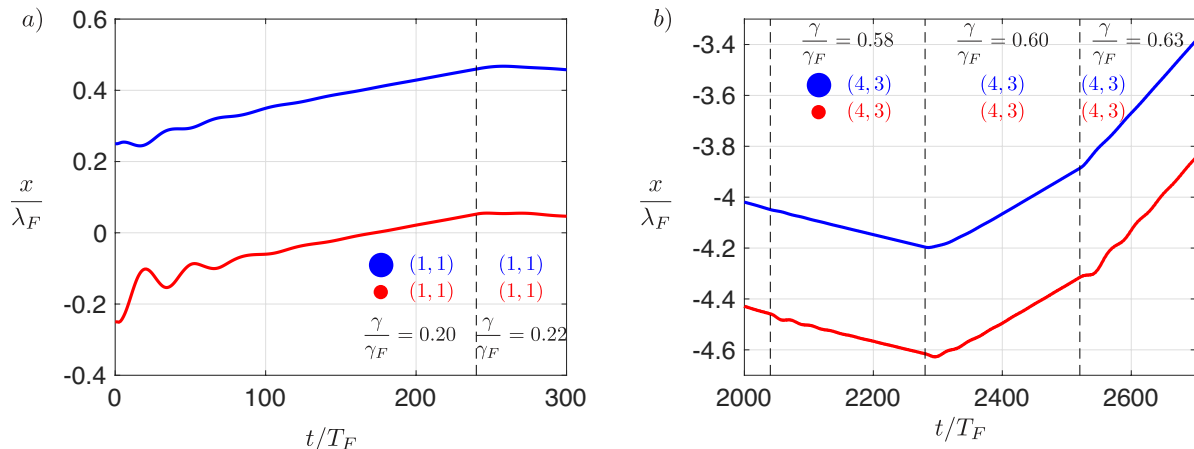 a)
0.6
0.4
0.2
0
-0.2
-0.4
x
λ_F
(1, 1) (1, 1)
(1, 1) (1, 1)
γ/γ_F = 0.20 γ/γ_F = 0.22
0 100 200 300
t/T_F
b)
-3.4
-3.6
-3.8
-4
-4.2
-4.4
-4.6
x
λ_F
γ/γ_F = 0.58 γ/γ_F = 0.60 γ/γ_F = 0.63
(4, 3) (4, 3) (4, 3)
(4, 3) (4, 3) (4, 3)
2000 2200 2400 2600
t/T_F